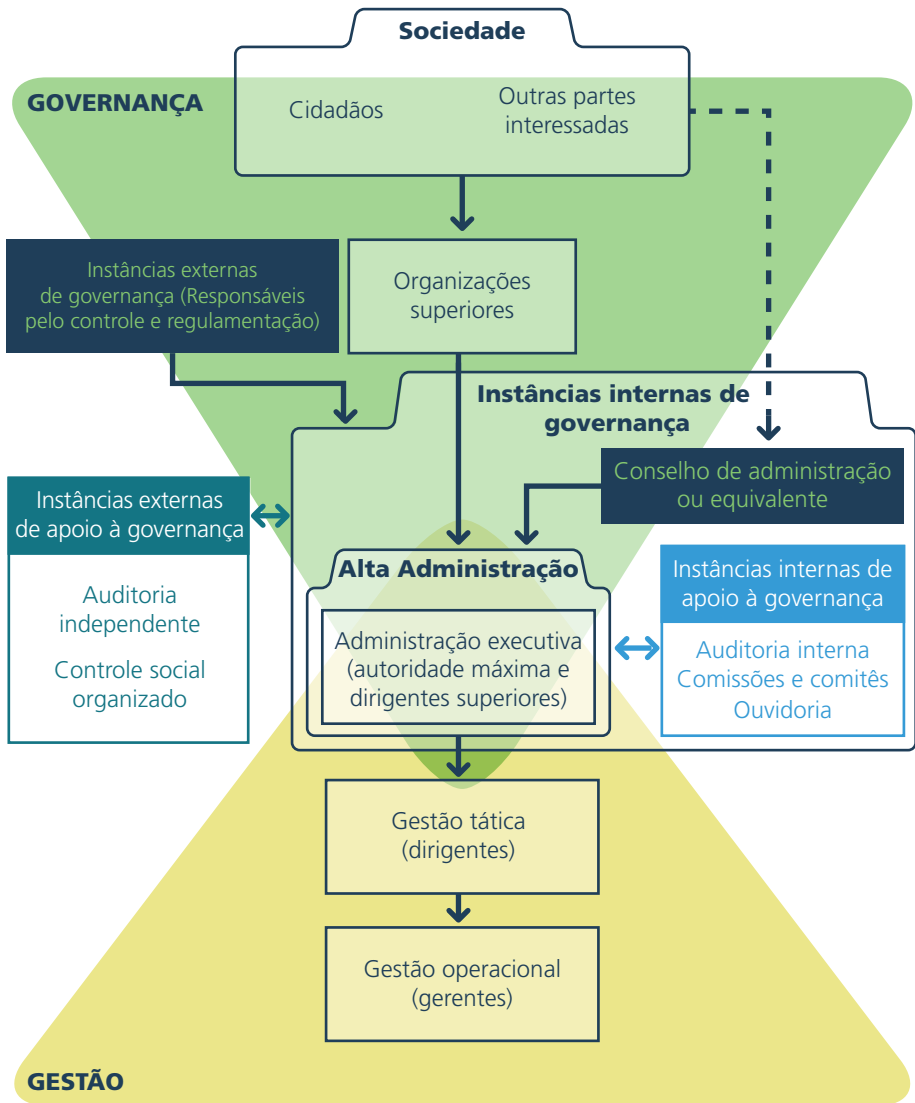 Sociedade
GOVERNANÇA
Cidadãos
Outras partes
interessadas
Instâncias externas
de governança (Responsáveis
pelo controle e regulamentação)
Organizações
superiores
Instâncias internas de
governança
Conselho de administração
ou equivalente
Instâncias externas
de apoio à governança
Auditoria
independente
Controle social
organizado
Alta Administração
Administração executiva
(autoridade máxima e
dirigentes superiores)
Instâncias internas de
apoio à governança
Auditoria interna
Comissões e comitês
Ouvidoria
Gestão tática
(dirigentes)
Gestão operacional
(gerentes)
GESTÃO